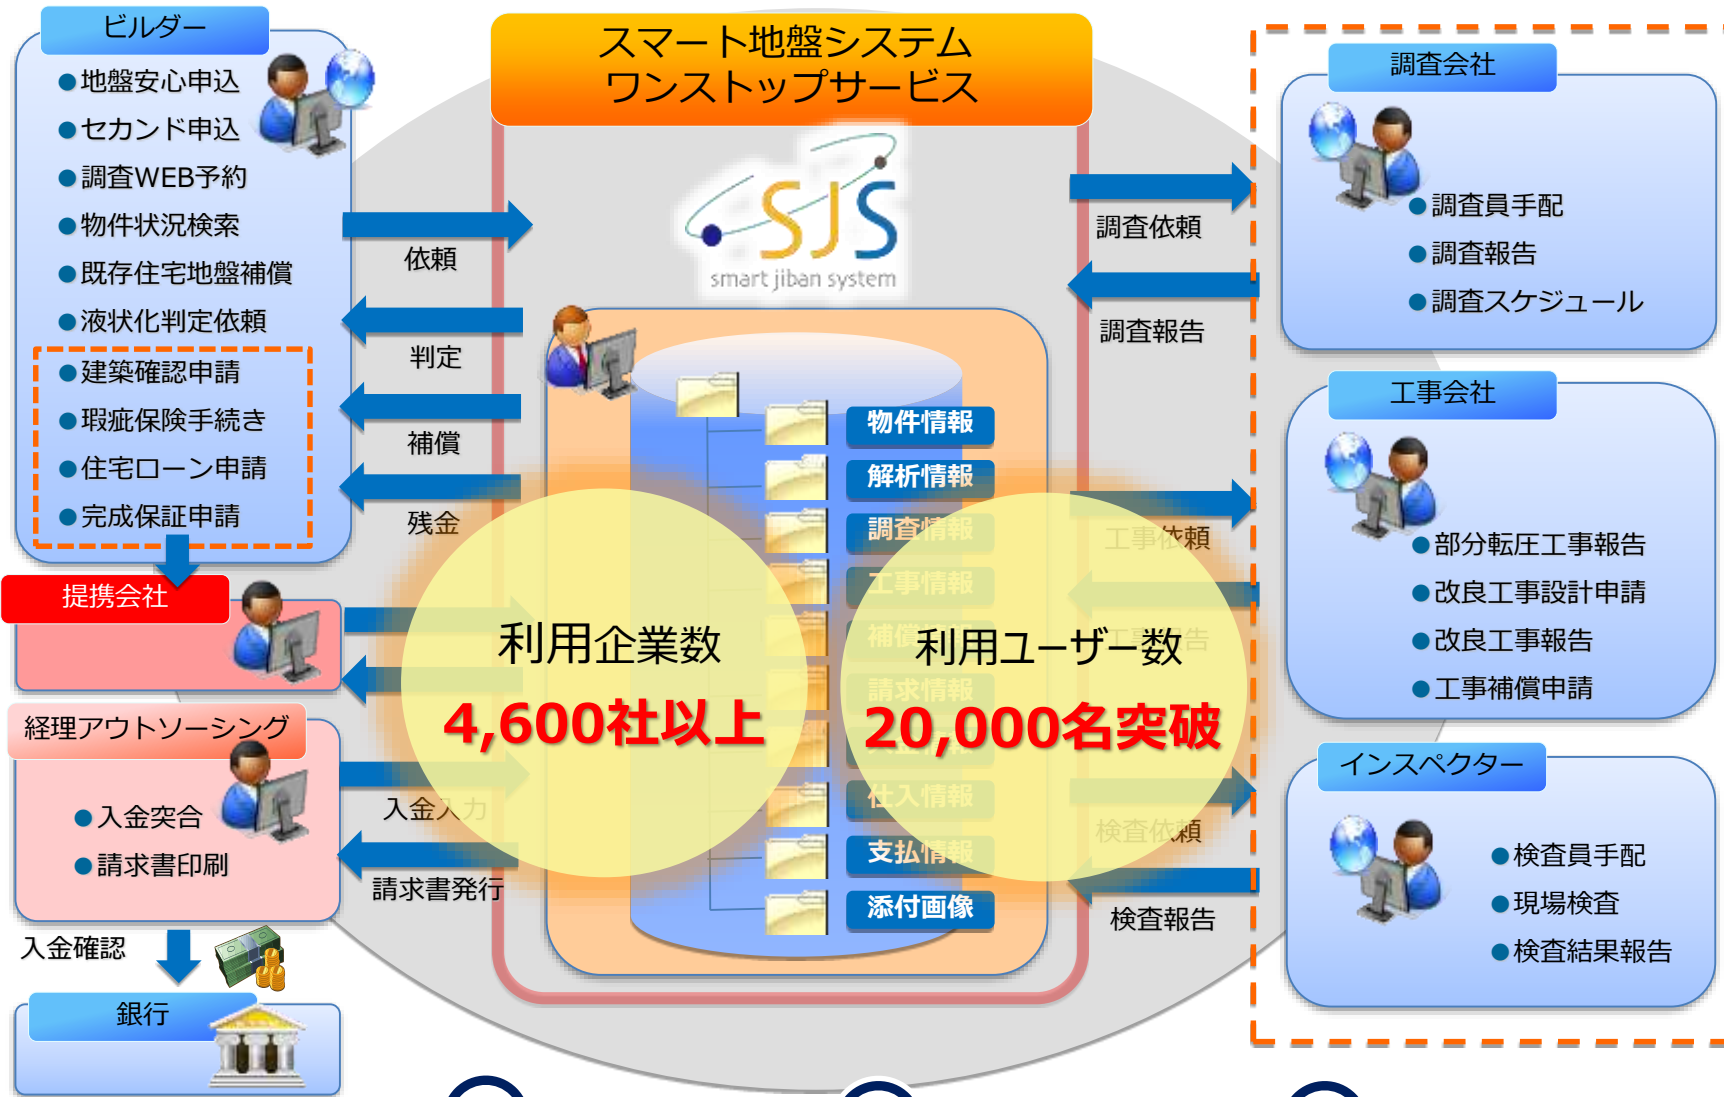 ビルダー
●地盤安心申込
●セカンド申込
●調査WEB予約
●物件状況検索
●既存住宅地盤補償
●液状化判定依頼
●建築確認申請
●瑕疵保険手続き
●住宅ローン申請
●完成保証申請
提携会社
経理アウトソーシング
●入金突合
●請求書印刷
入金確認
銀行
依頼
判定
補償
残金
入金入力
請求書発行
スマート地盤システム
ワンストップサービス
SJS
smart jiban system
物件情報
解析情報
調査情報
工事情報
補償情報
請求情報
仕入情報
支払情報
添付画像
利用企業数
4,600社以上
利用ユーザー数
20,000名突破
調査依頼
調査報告
工事依頼
工事報告
検査依頼
検査報告
調査会社
●調査員手配
●調査報告
●調査スケジュール
工事会社
●部分転圧工事報告
●改良工事設計申請
●改良工事報告
●工事補償申請
インスペクター
●検査員手配
●現場検査
●検査結果報告